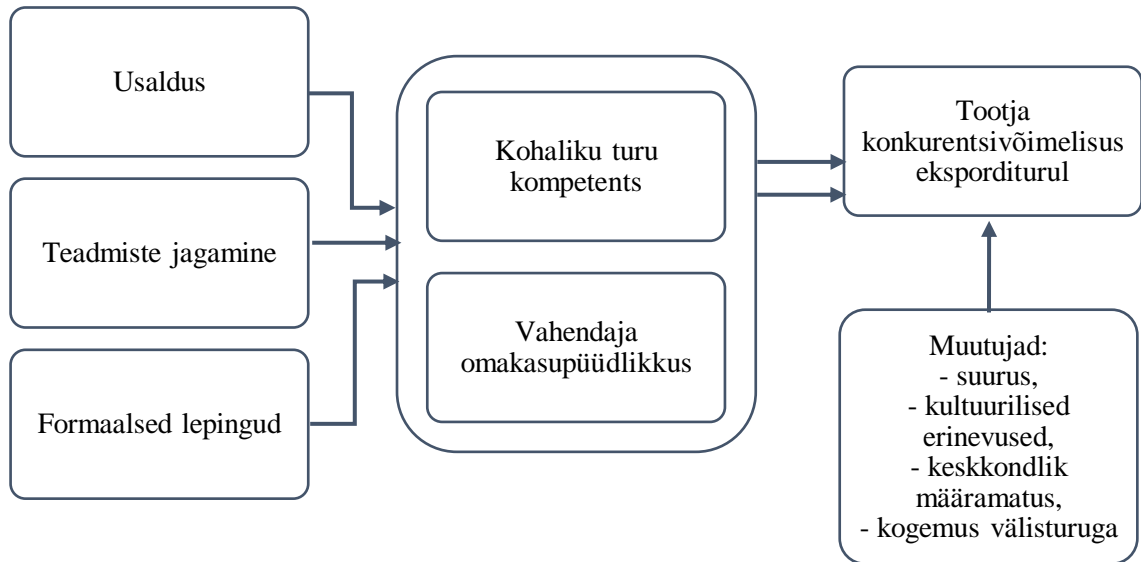 Usaldus
Teadmiste jagamine
Formaalsed lepingud
Kohaliku turu
kompetents
Vahendaja
omakasupüüdlikkus
Tootja
konkurentsivõimelisus
eksporditurul
Muutujad:
- suurus,
- kultuurilised
erinevused,
- keskkondlik
määramatus,
- kogemus välisturuga